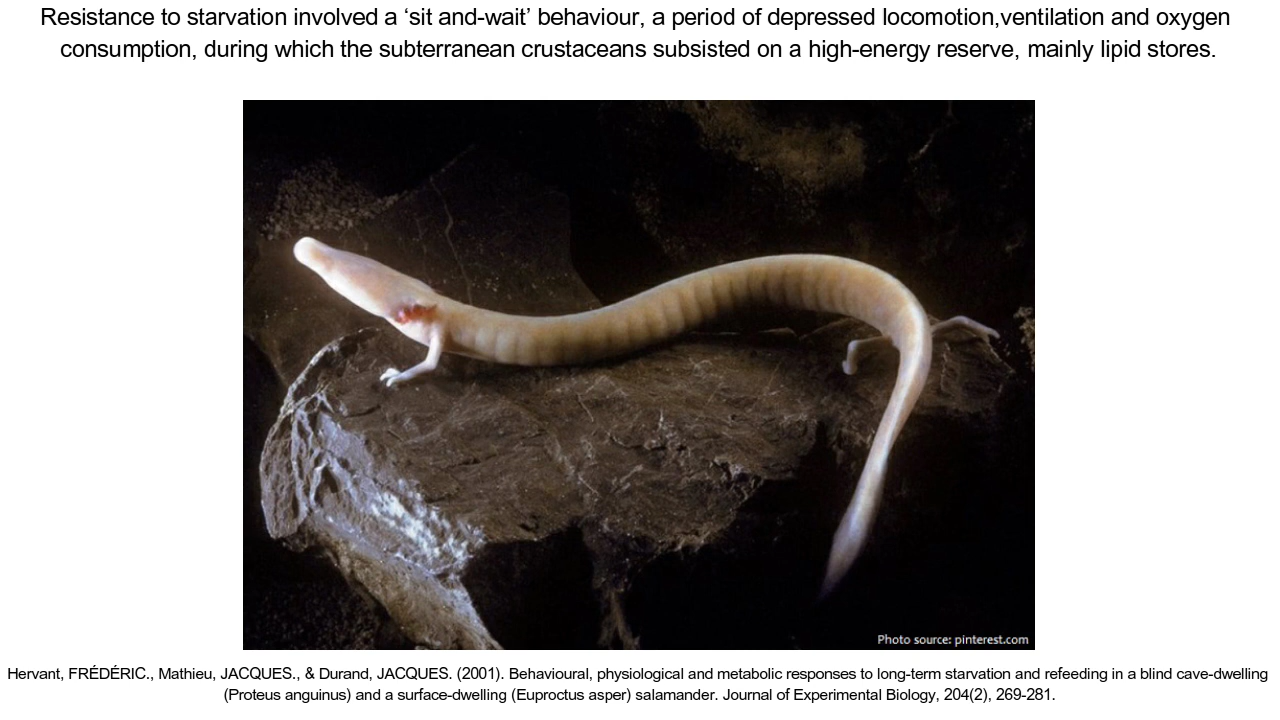 Resistance to starvation involved a ‘sit and-wait’ behaviour, a period of depressed locomotion,ventilation and oxygen
consumption, during which the subterranean crustaceans subsisted on a high-energy reserve, mainly lipid stores.
Photo source: pinterest.com
Hervant, FRÉDÉRIC., Mathieu, JACQUES., & Durand, JACQUES. (2001). Behavioural, physiological and metabolic responses to long-term starvation and refeeding in a blind cave-dwelling
(Proteus anguinus) and a surface-dwelling (Euproctus asper) salamander. Journal of Experimental Biology, 204(2), 269-281.